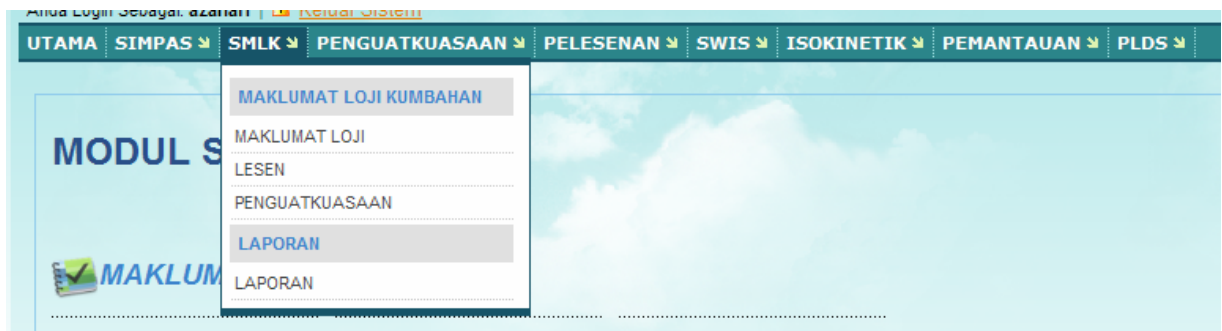 Anda Login Sebagai: azahari | Keluar Sistem
UTAMA SIMPAS SMLK PENGUATKUASAAN PELESENAN SWIS ISOKINETIK PEMANTAUAN PLDS
MAKLUMAT LOJI KUMBAHAN
MAKLUMAT LOJI
LESEN
PENGUATKUASAAN
LAPORAN
LAPORAN
MODUL S
MAKLUM